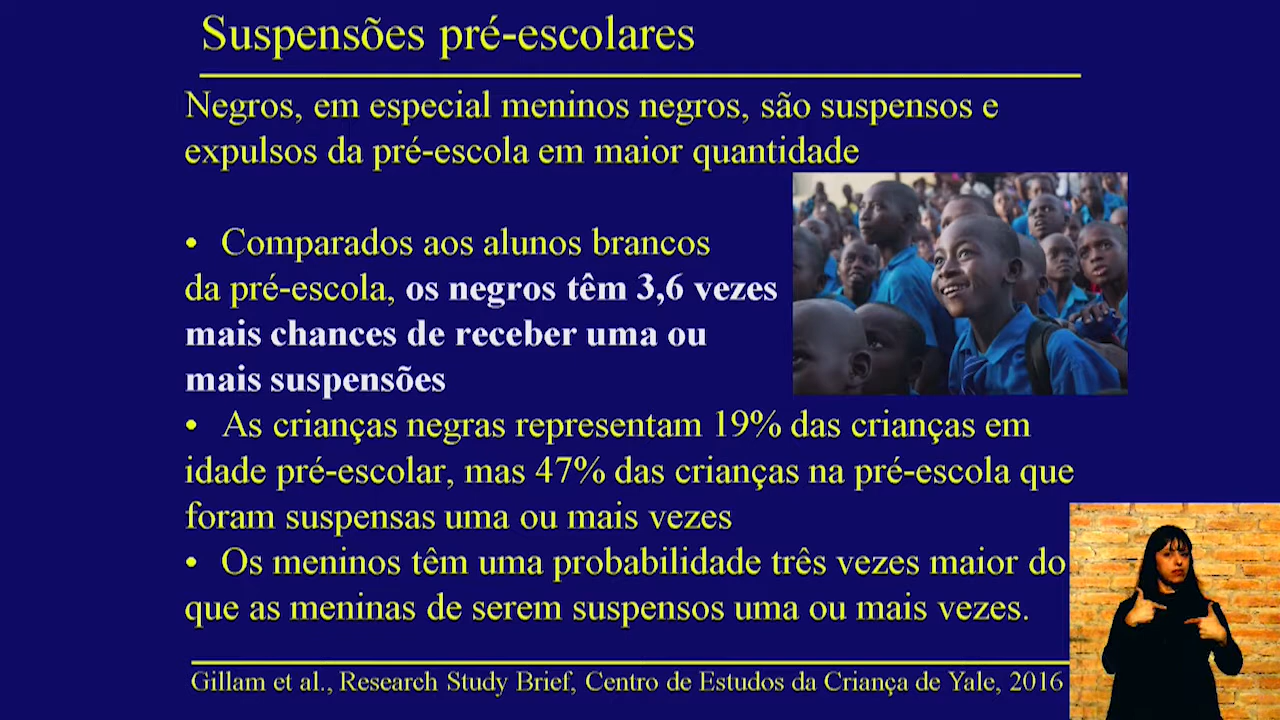 Suspensões pré-escolares
Negros, em especial meninos negros, são suspensos e
expulsos da pré-escola em maior quantidade
• Comparados aos alunos brancos
da pré-escola, os negros têm 3,6 vezes
mais chances de receber uma ou
mais suspensões
• As crianças negras representam 19% das crianças em
idade pré-escolar, mas 47% das crianças na pré-escola que
foram suspensas uma ou mais vezes
• Os meninos têm uma probabilidade três vezes maior do
que as meninas de serem suspensos uma ou mais vezes.
Gillam et al., Research Study Brief, Centro de Estudos da Criança de Yale, 2016